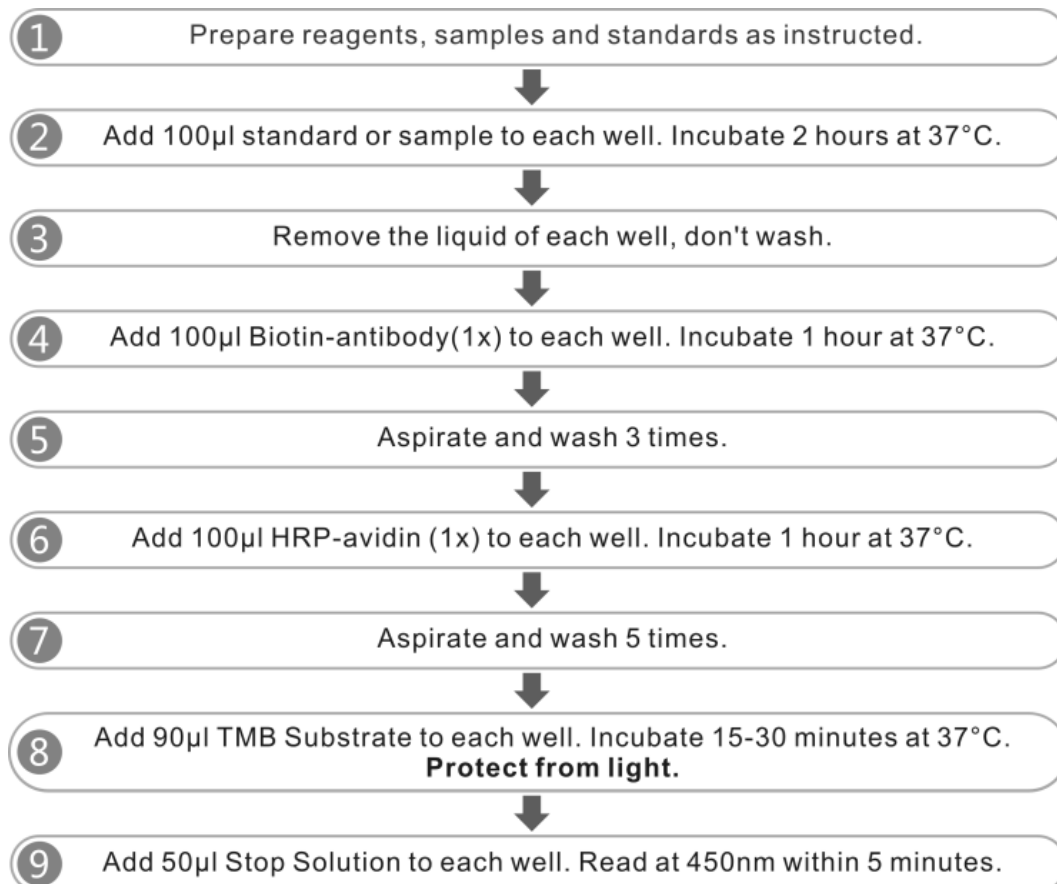 1 Prepare reagents, samples and standards as instructed.
2 Add 100μl standard or sample to each well. Incubate 2 hours at 37°C.
3 Remove the liquid of each well, don't wash.
4 Add 100μl Biotin-antibody(1x) to each well. Incubate 1 hour at 37°C.
5 Aspirate and wash 3 times.
6 Add 100μl HRP-avidin (1x) to each well. Incubate 1 hour at 37°C.
7 Aspirate and wash 5 times.
8 Add 90μl TMB Substrate to each well. Incubate 15-30 minutes at 37°C.
Protect from light.
9 Add 50μl Stop Solution to each well. Read at 450nm within 5 minutes.